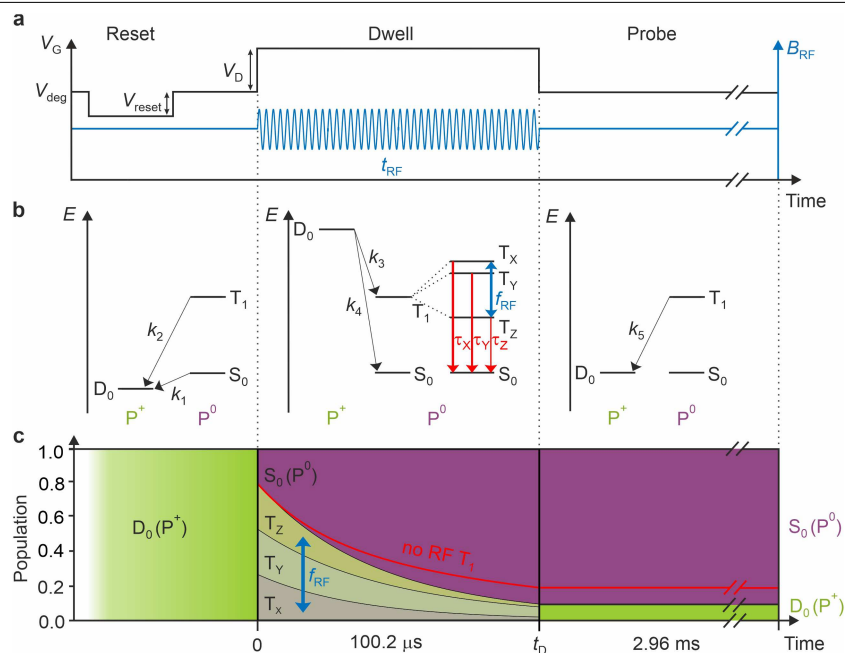 a
Reset Dwell Probe
V_G B_RF
V_D
V_deg
V_reset
t_RF
Time
b
E E E
D_0 T_X
k_3 T_Y
T_1 k_4 f_RF T_1
k_2 T_1 T_Z k_5
τ_X τ_Y τ_Z
D_0 S_0 S_0 D_0 S_0
k_1
P^+ P^0 P^+ P^0 P^+ P^0
c
1.0
S_0 (P^0)
0.8
D_0 (P^+) T_Z S_0 (P^0)
0.6
no RF T_1
Population
0.4 T_Y f_RF
0.2
T_X D_0 (P^+)
0.0
0 100.2 μs t_D 2.96 ms Time